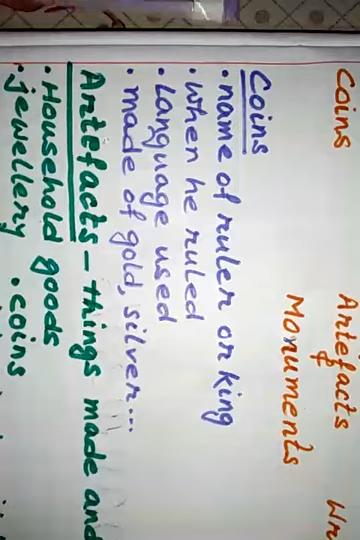 Coins Artefacts Wr
& Monuments
Coins
• name of ruler or king
• when he ruled
• Language used
• made of gold, silver...
Artefacts - things made and
• Household goods
• jewellery • coins